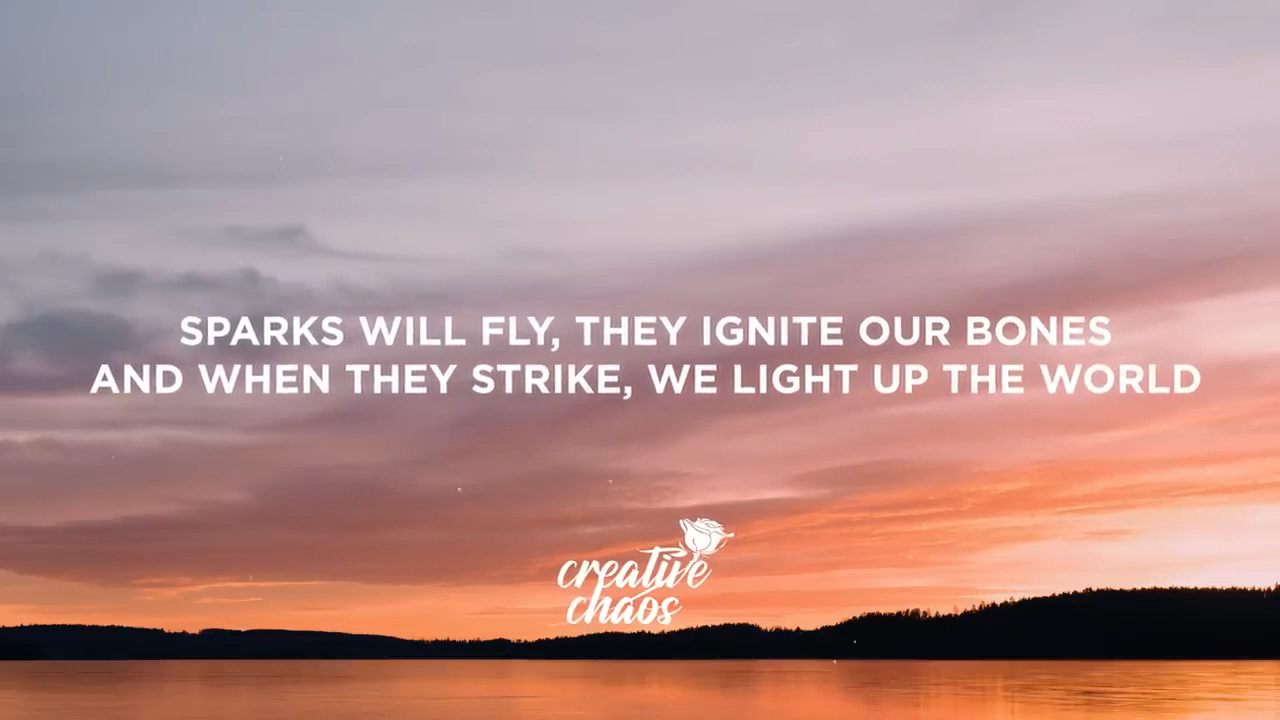 SPARKS WILL FLY, THEY IGNITE OUR BONES
AND WHEN THEY STRIKE, WE LIGHT UP THE WORLD
creative
chaos